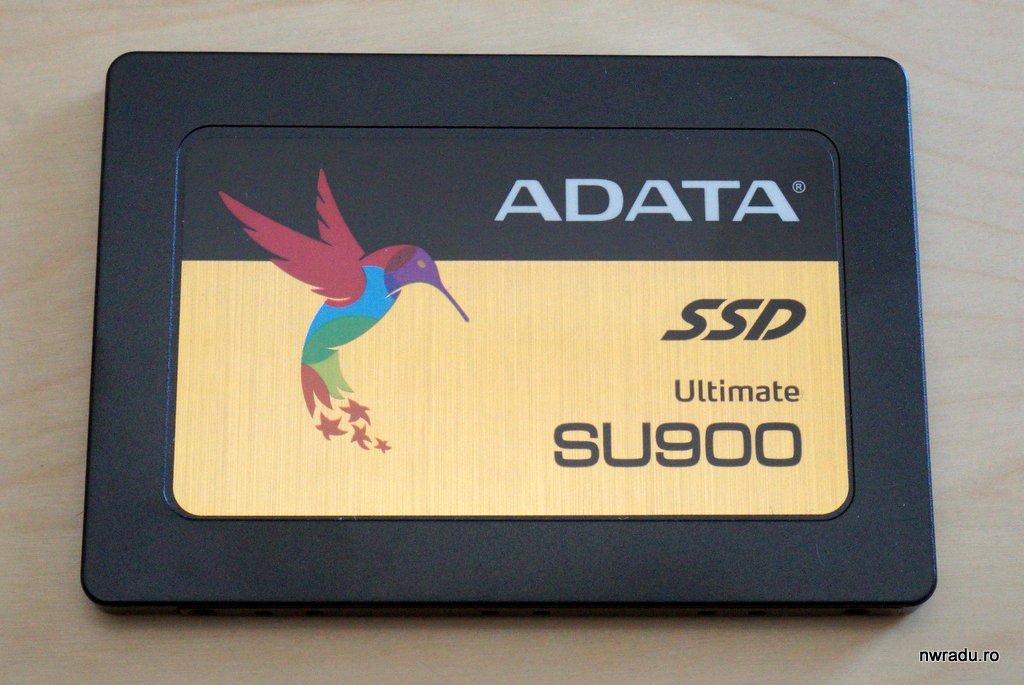 ADATA®
SSD
Ultimate
SU900
nwradu.ro